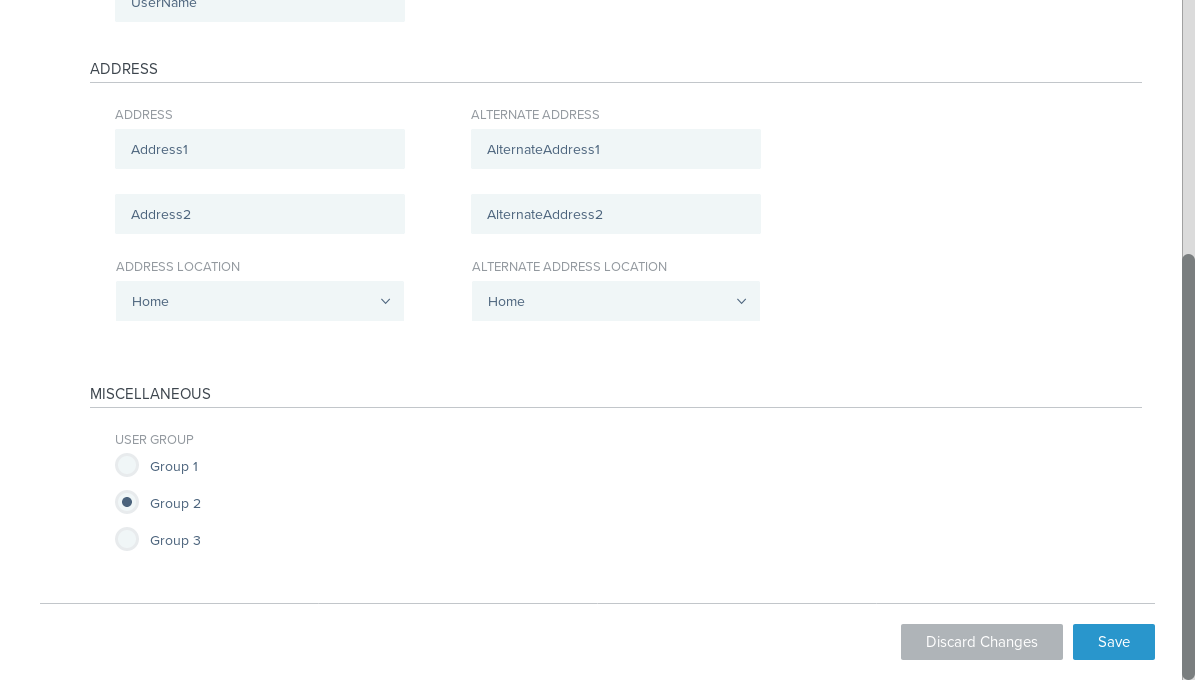 UserName
ADDRESS
ADDRESS
ALTERNATE ADDRESS
Address1
AlternateAddress1
Address2
AlternateAddress2
ADDRESS LOCATION
ALTERNATE ADDRESS LOCATION
Home
Home
MISCELLANEOUS
USER GROUP
Group 1
Group 2
Group 3
Discard Changes
Save